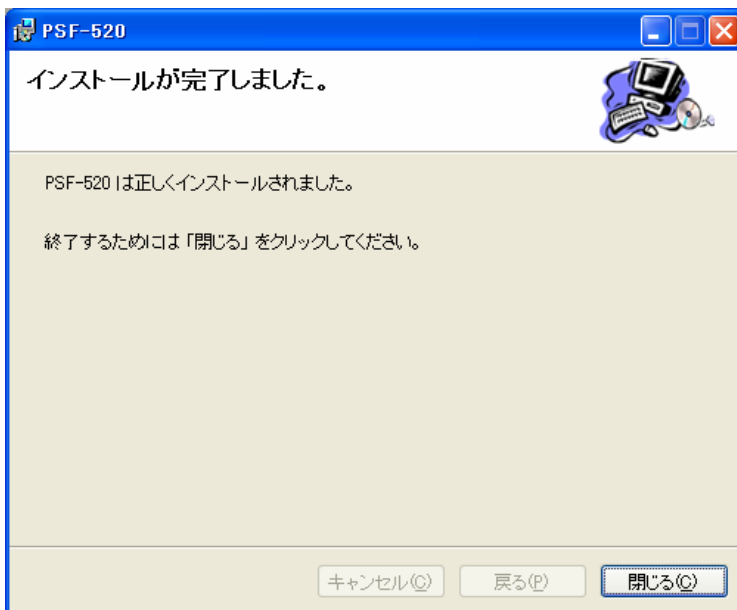 PSF-520
インストールが完了しました。
PSF-520 は正しくインストールされました。
終了するためには「閉じる」をクリックしてください。
キャンセル(C) 戻る(P) 閉じる(C)